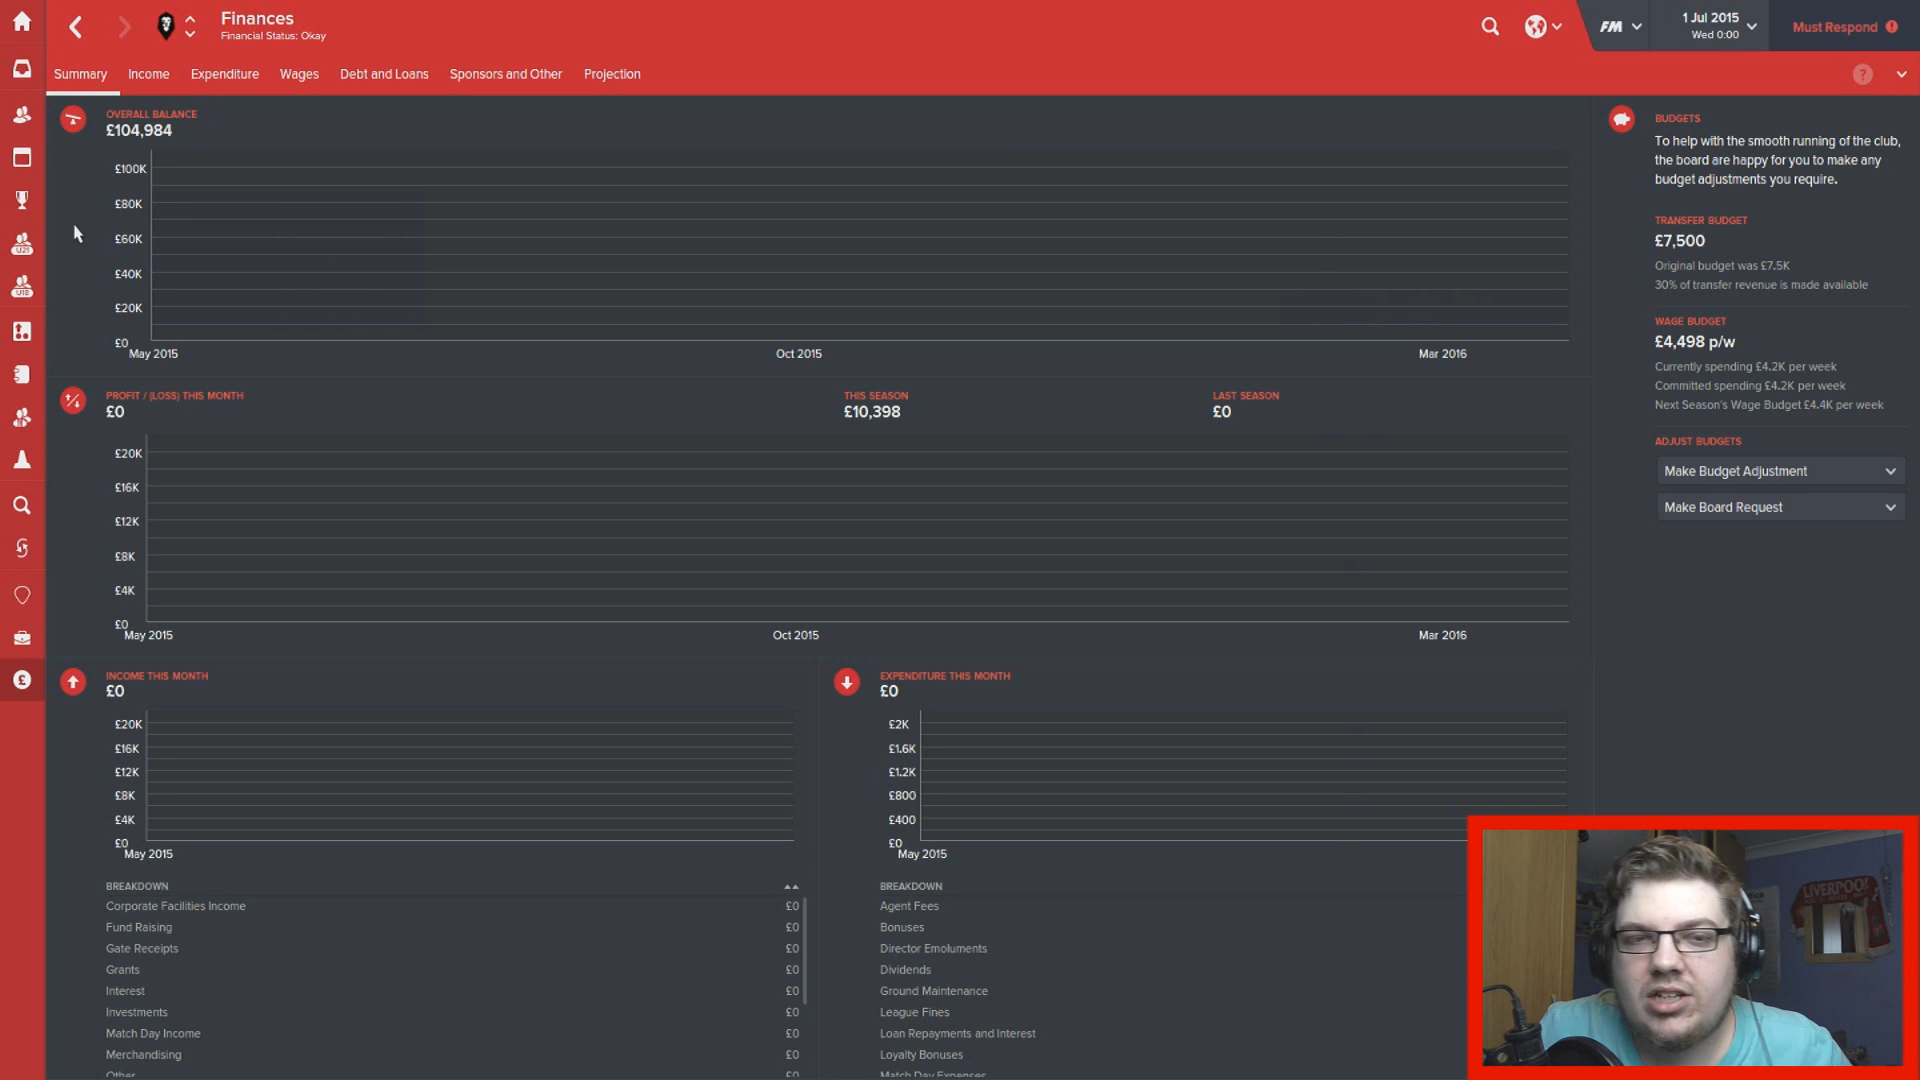 Finances
Financial Status: Okay
FM
1 Jul 2015
Wed 0:00
Must Respond
Summary
Income
Expenditure
Wages
Debt and Loans
Sponsors and Other
Projection
?
OVERALL BALANCE
£104,984
£100K
£80K
£60K
£40K
£20K
£0
May 2015
Oct 2015
Mar 2016
PROFIT / (LOSS) THIS MONTH
£0
THIS SEASON
£10,398
LAST SEASON
£0
£20K
£16K
£12K
£8K
£4K
£0
May 2015
Oct 2015
Mar 2016
INCOME THIS MONTH
£0
£20K
£16K
£12K
£8K
£4K
£0
May 2015
BREAKDOWN
Corporate Facilities Income £0
Fund Raising £0
Gate Receipts £0
Grants £0
Interest £0
Investments £0
Match Day Income £0
Merchandising £0
Other £0
EXPENDITURE THIS MONTH
£0
£2K
£1.6K
£1.2K
£800
£400
£0
May 2015
BREAKDOWN
Agent Fees
Bonuses
Director Emoluments
Dividends
Ground Maintenance
League Fines
Loan Repayments and Interest
Loyalty Bonuses
Match Day Expenses
BUDGETS
To help with the smooth running of the club,
the board are happy for you to make any
budget adjustments you require.
TRANSFER BUDGET
£7,500
Original budget was £7.5K
30% of transfer revenue is made available
WAGE BUDGET
£4,498 p/w
Currently spending £4.2K per week
Committed spending £4.2K per week
Next Season's Wage Budget £4.4K per week
ADJUST BUDGETS
Make Budget Adjustment
Make Board Request
U21
U18
£
LIVERPOOL